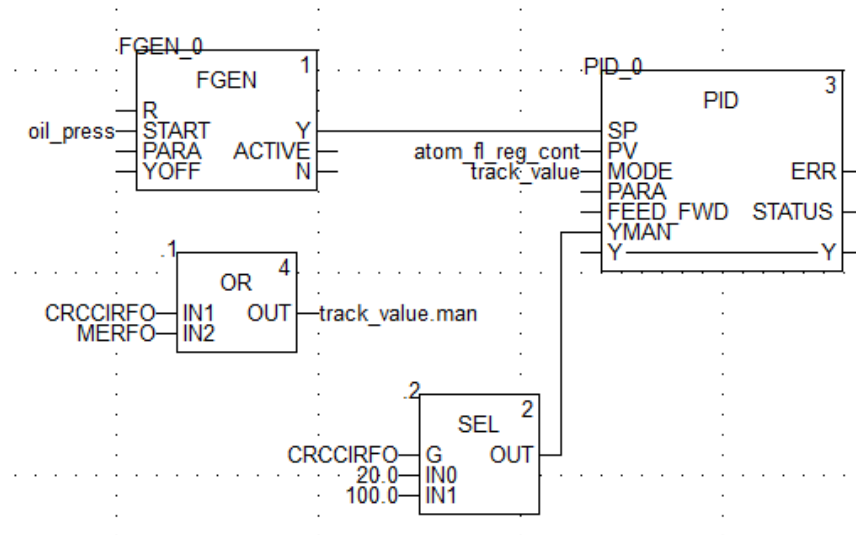 FGEN_0
FGEN 1
R
oil_press START Y
PARA ACTIVE
YOFF N
PID_0
PID 3
SP
atom_fl_reg_cont PV
track_value MODE ERR
PARA
FEED_FWD STATUS
YMAN
Y Y
.1
OR 4
CRCCIRFO IN1 OUT track_value.man
MERFO IN2
.2
SEL 2
CRCCIRFO G OUT
20.0 IN0
100.0 IN1